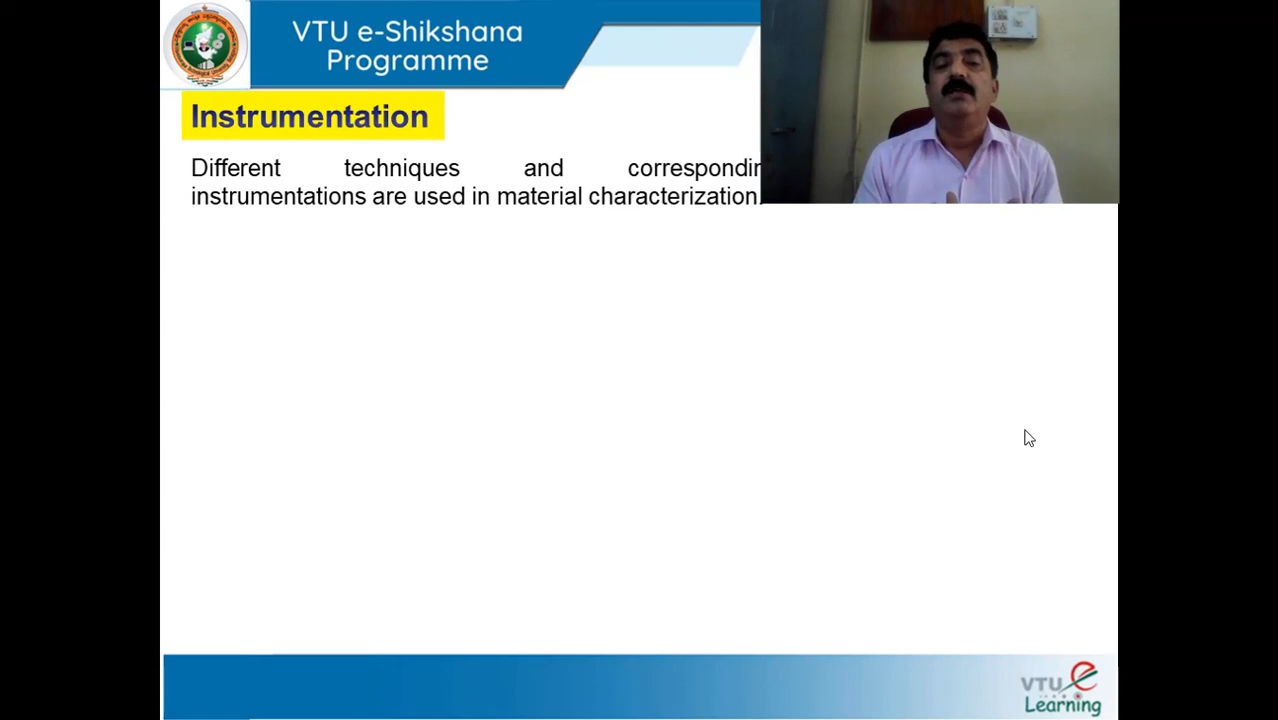 VTU e-Shikshana
Programme
Instrumentation
Different techniques and correspondin
instrumentations are used in material characterization.
VTU e
Learning